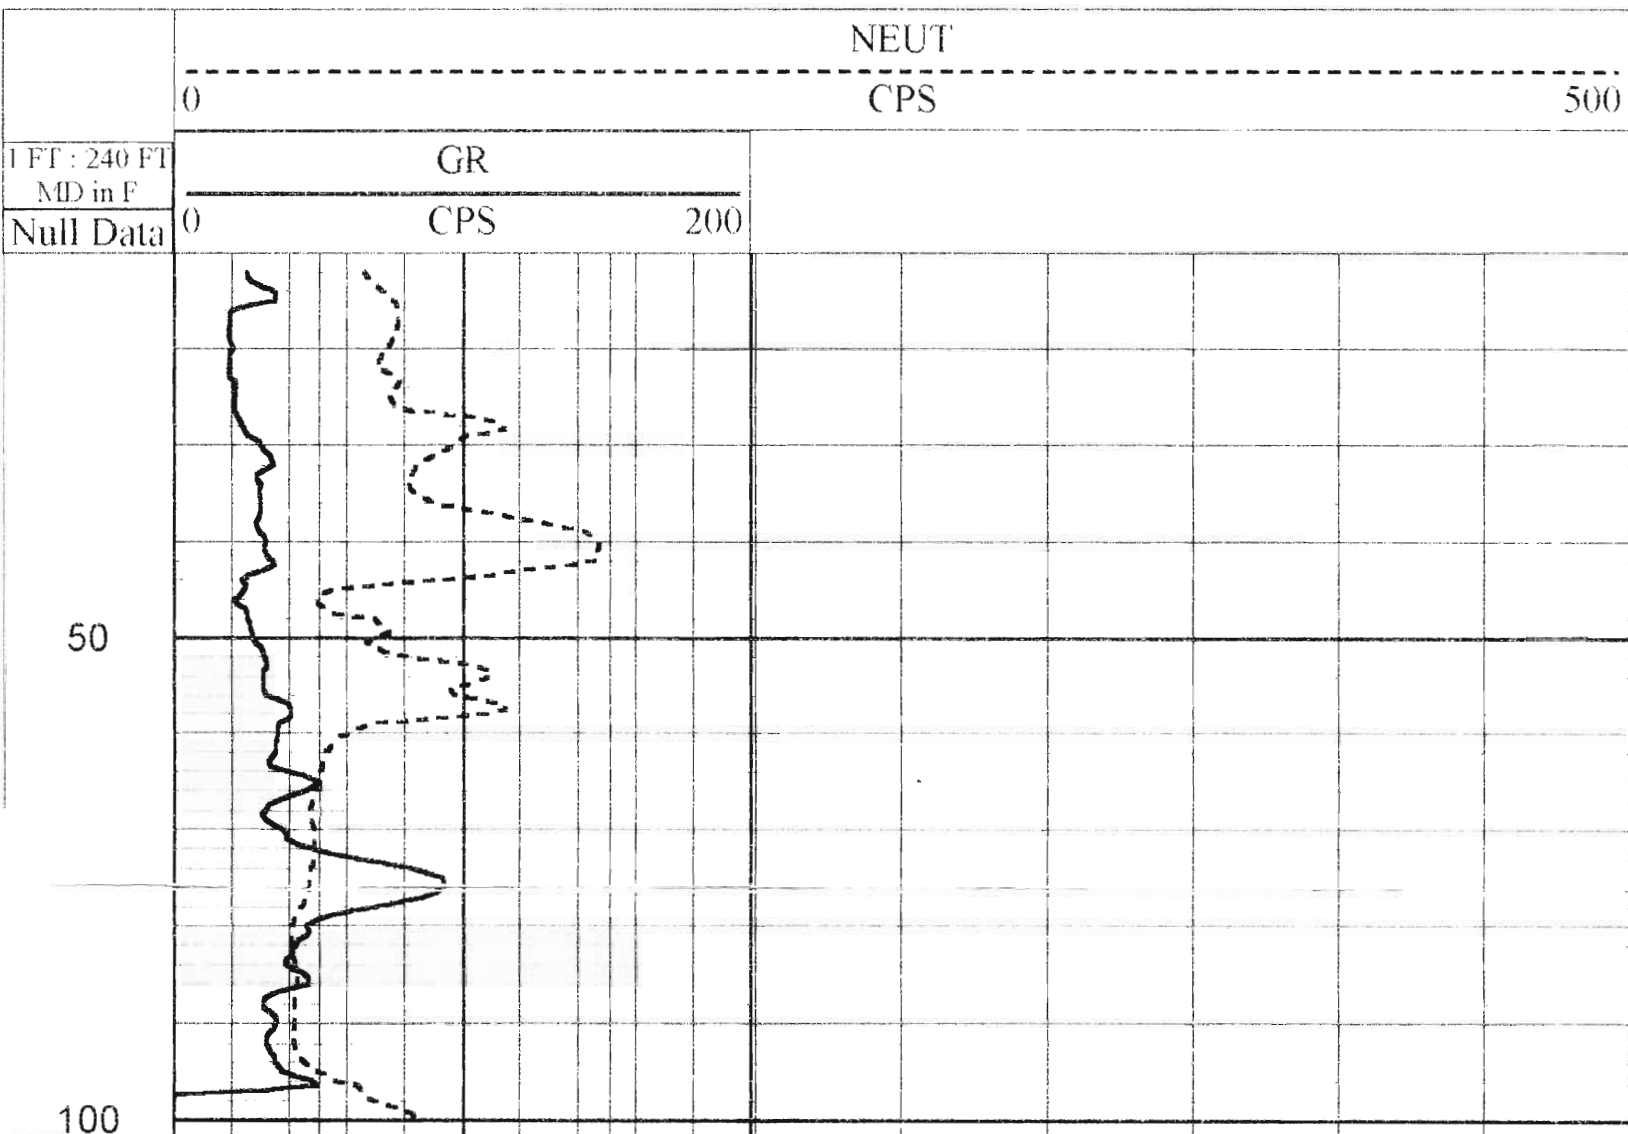 NEUT
0 CPS 500
1 FT : 240 FT
MD in F
GR
Null Data
0 CPS 200
50
100